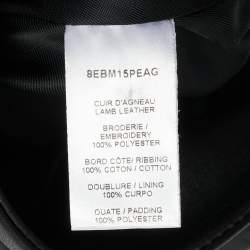 8EBM15PEAG
CUIR D'AGNEAU
LAMB LEATHER
BRODERIE /
EMBROIDERY
100% POLYESTER
BORD CÔTE/ RIBBING
100% COTON / COTTON
DOUBLURE / LINING
100% CUPRO
OUATE / PADDING
100% POLYESTER